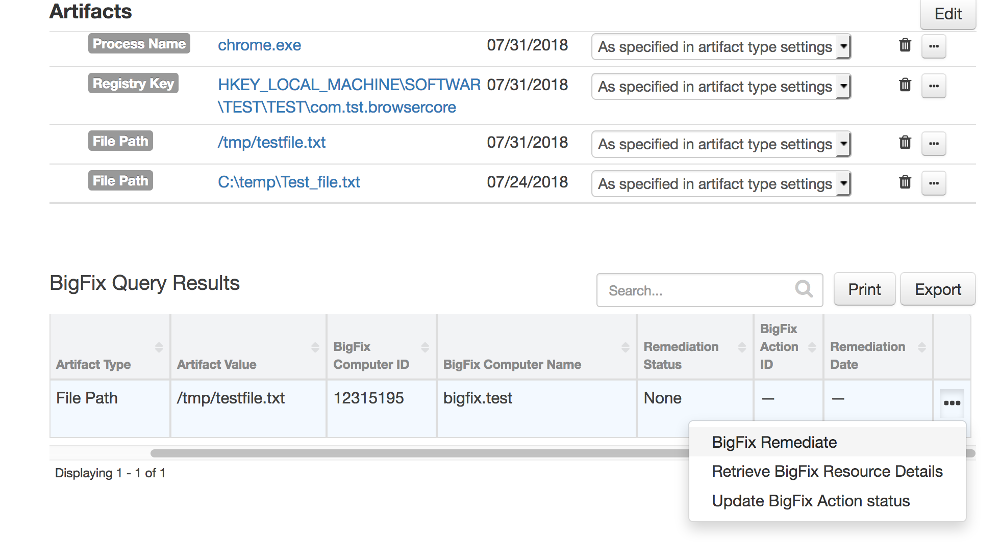 Artifacts
Edit
Process Name chrome.exe 07/31/2018 As specified in artifact type settings
Registry Key HKEY_LOCAL_MACHINE\SOFTWAR 07/31/2018 As specified in artifact type settings
\TEST\TEST\com.tst.browsercore
File Path /tmp/testfile.txt 07/31/2018 As specified in artifact type settings
File Path C:\temp\Test_file.txt 07/24/2018 As specified in artifact type settings
BigFix Query Results
Search...
Print
Export
Artifact Type
Artifact Value
BigFix
Computer ID
BigFix Computer Name
Remediation
Status
BigFix
Action
ID
Remediation
Date
File Path /tmp/testfile.txt 12315195 bigfix.test None — —
BigFix Remediate
Retrieve BigFix Resource Details
Update BigFix Action status
Displaying 1 - 1 of 1